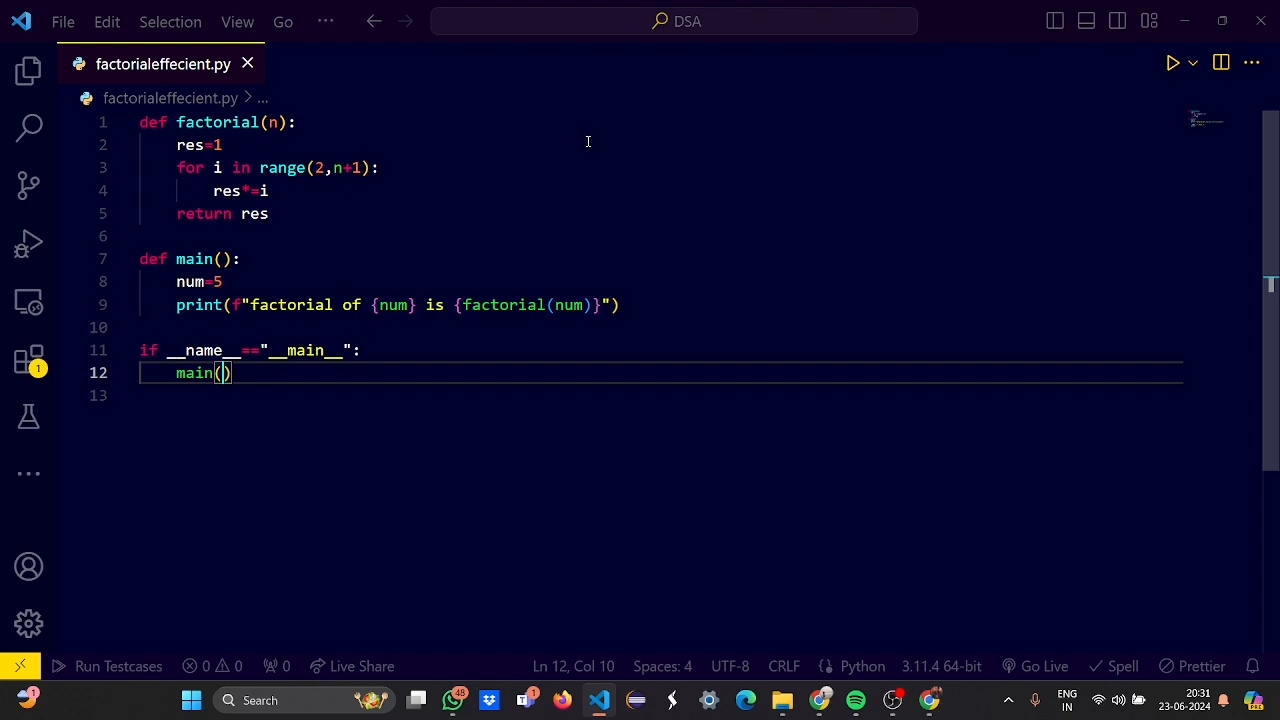 File Edit Selection View Go ··· DSA
factorialeffecient.py
factorialeffecient.py > ...
1 def factorial(n):
2 res=1
3 for i in range(2,n+1):
4 res*=i
5 return res
6
7 def main():
8 num=5
9 print(f"factorial of {num} is {factorial(num)}")
10
11 if __name__=="__main__":
12 main()
13
1
Run Testcases 0 0 0 Live Share Ln 12, Col 10 Spaces: 4 UTF-8 CRLF Python 3.11.4 64-bit Go Live Spell Prettier
1 Search 48 1 ENG 20:31
IN 23-06-2024